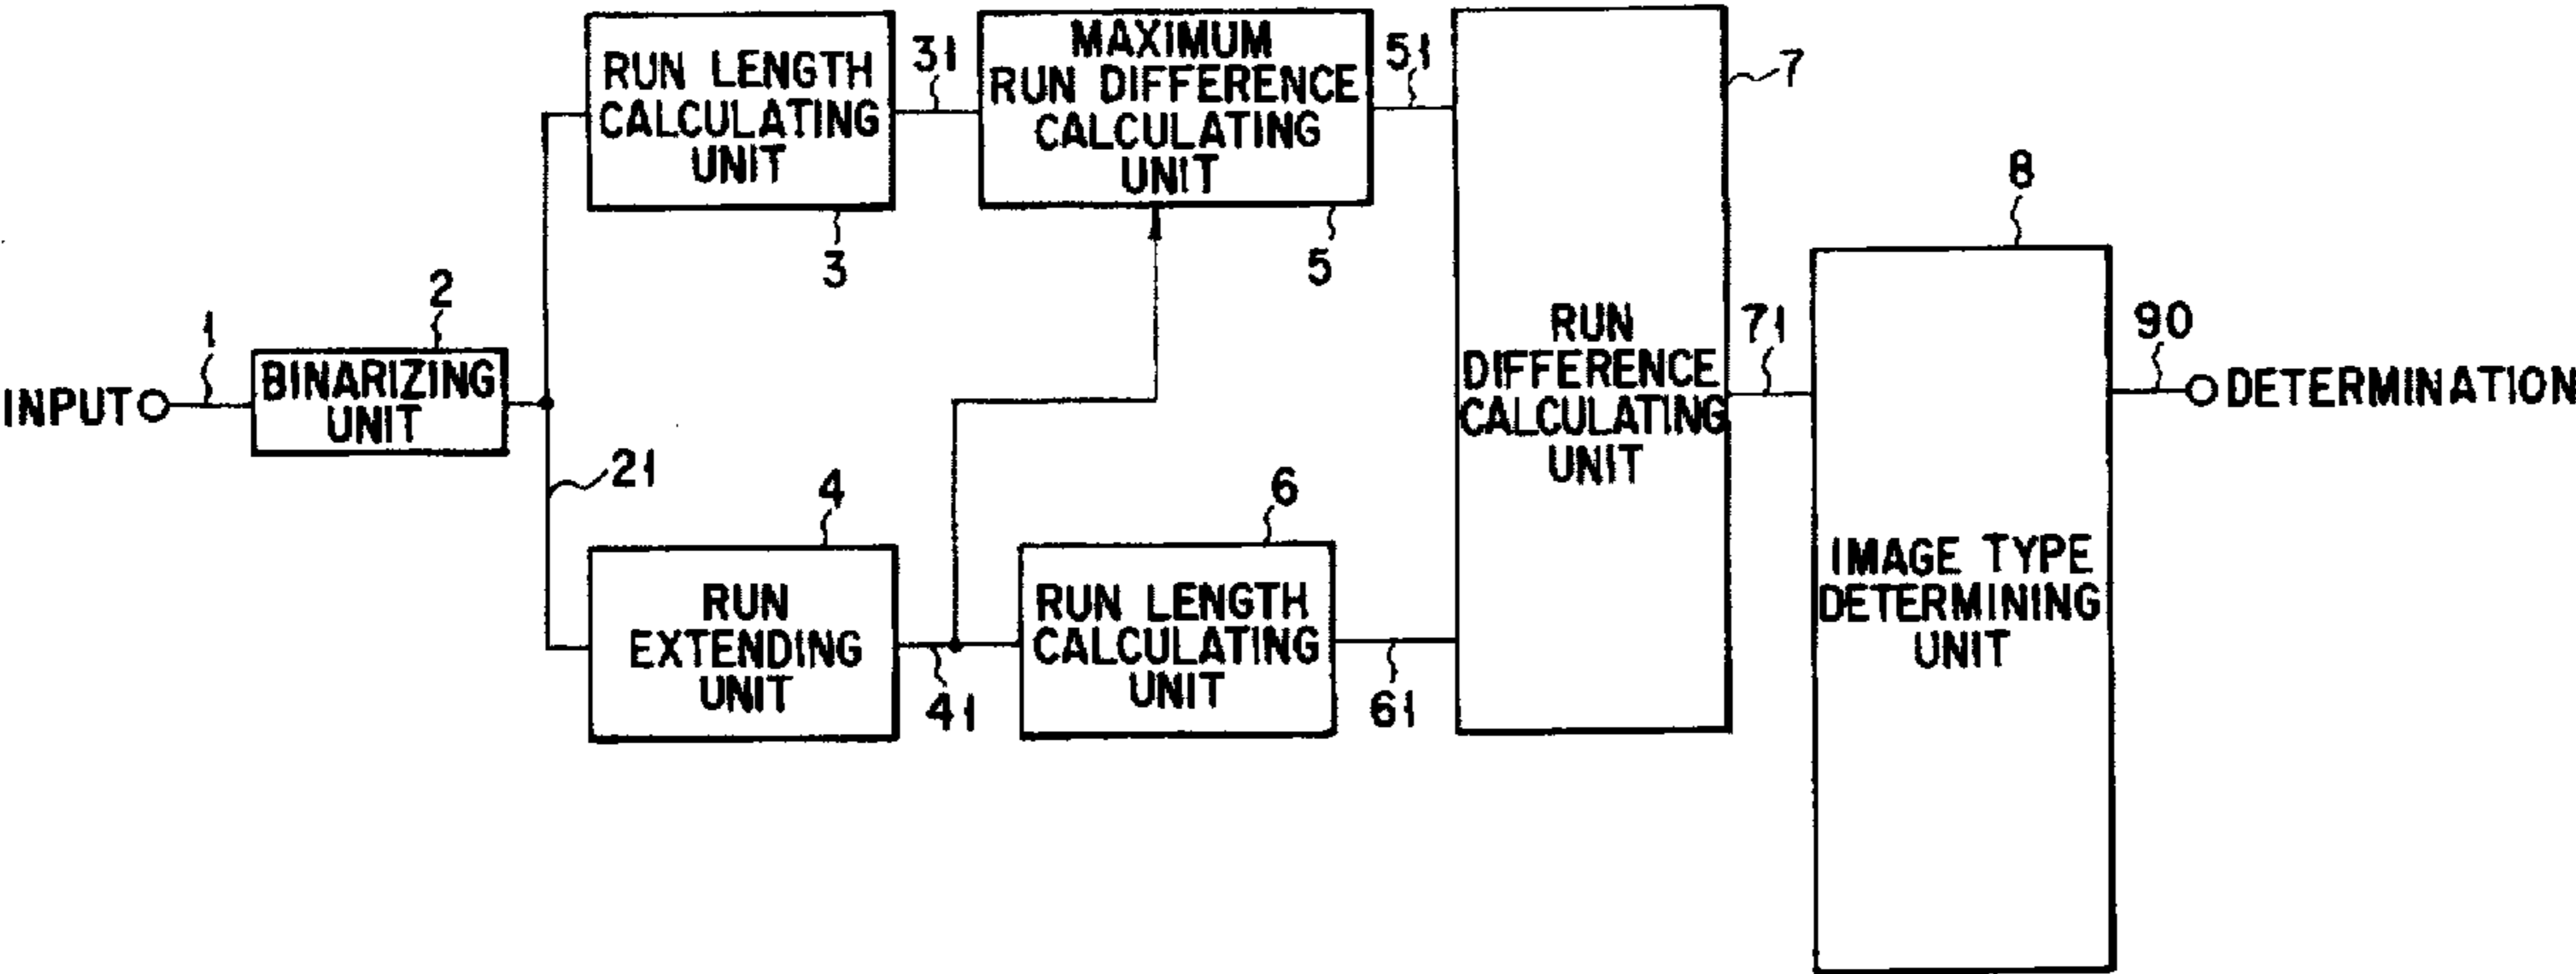 INPUT
1
2
BINARIZING
UNIT
21
RUN LENGTH
CALCULATING
UNIT
3
31
MAXIMUM
RUN DIFFERENCE
CALCULATING
UNIT
5
51
4
RUN
EXTENDING
UNIT
41
6
RUN LENGTH
CALCULATING
UNIT
61
7
RUN
DIFFERENCE
CALCULATING
UNIT
71
8
IMAGE TYPE
DETERMINING
UNIT
90
DETERMINATION